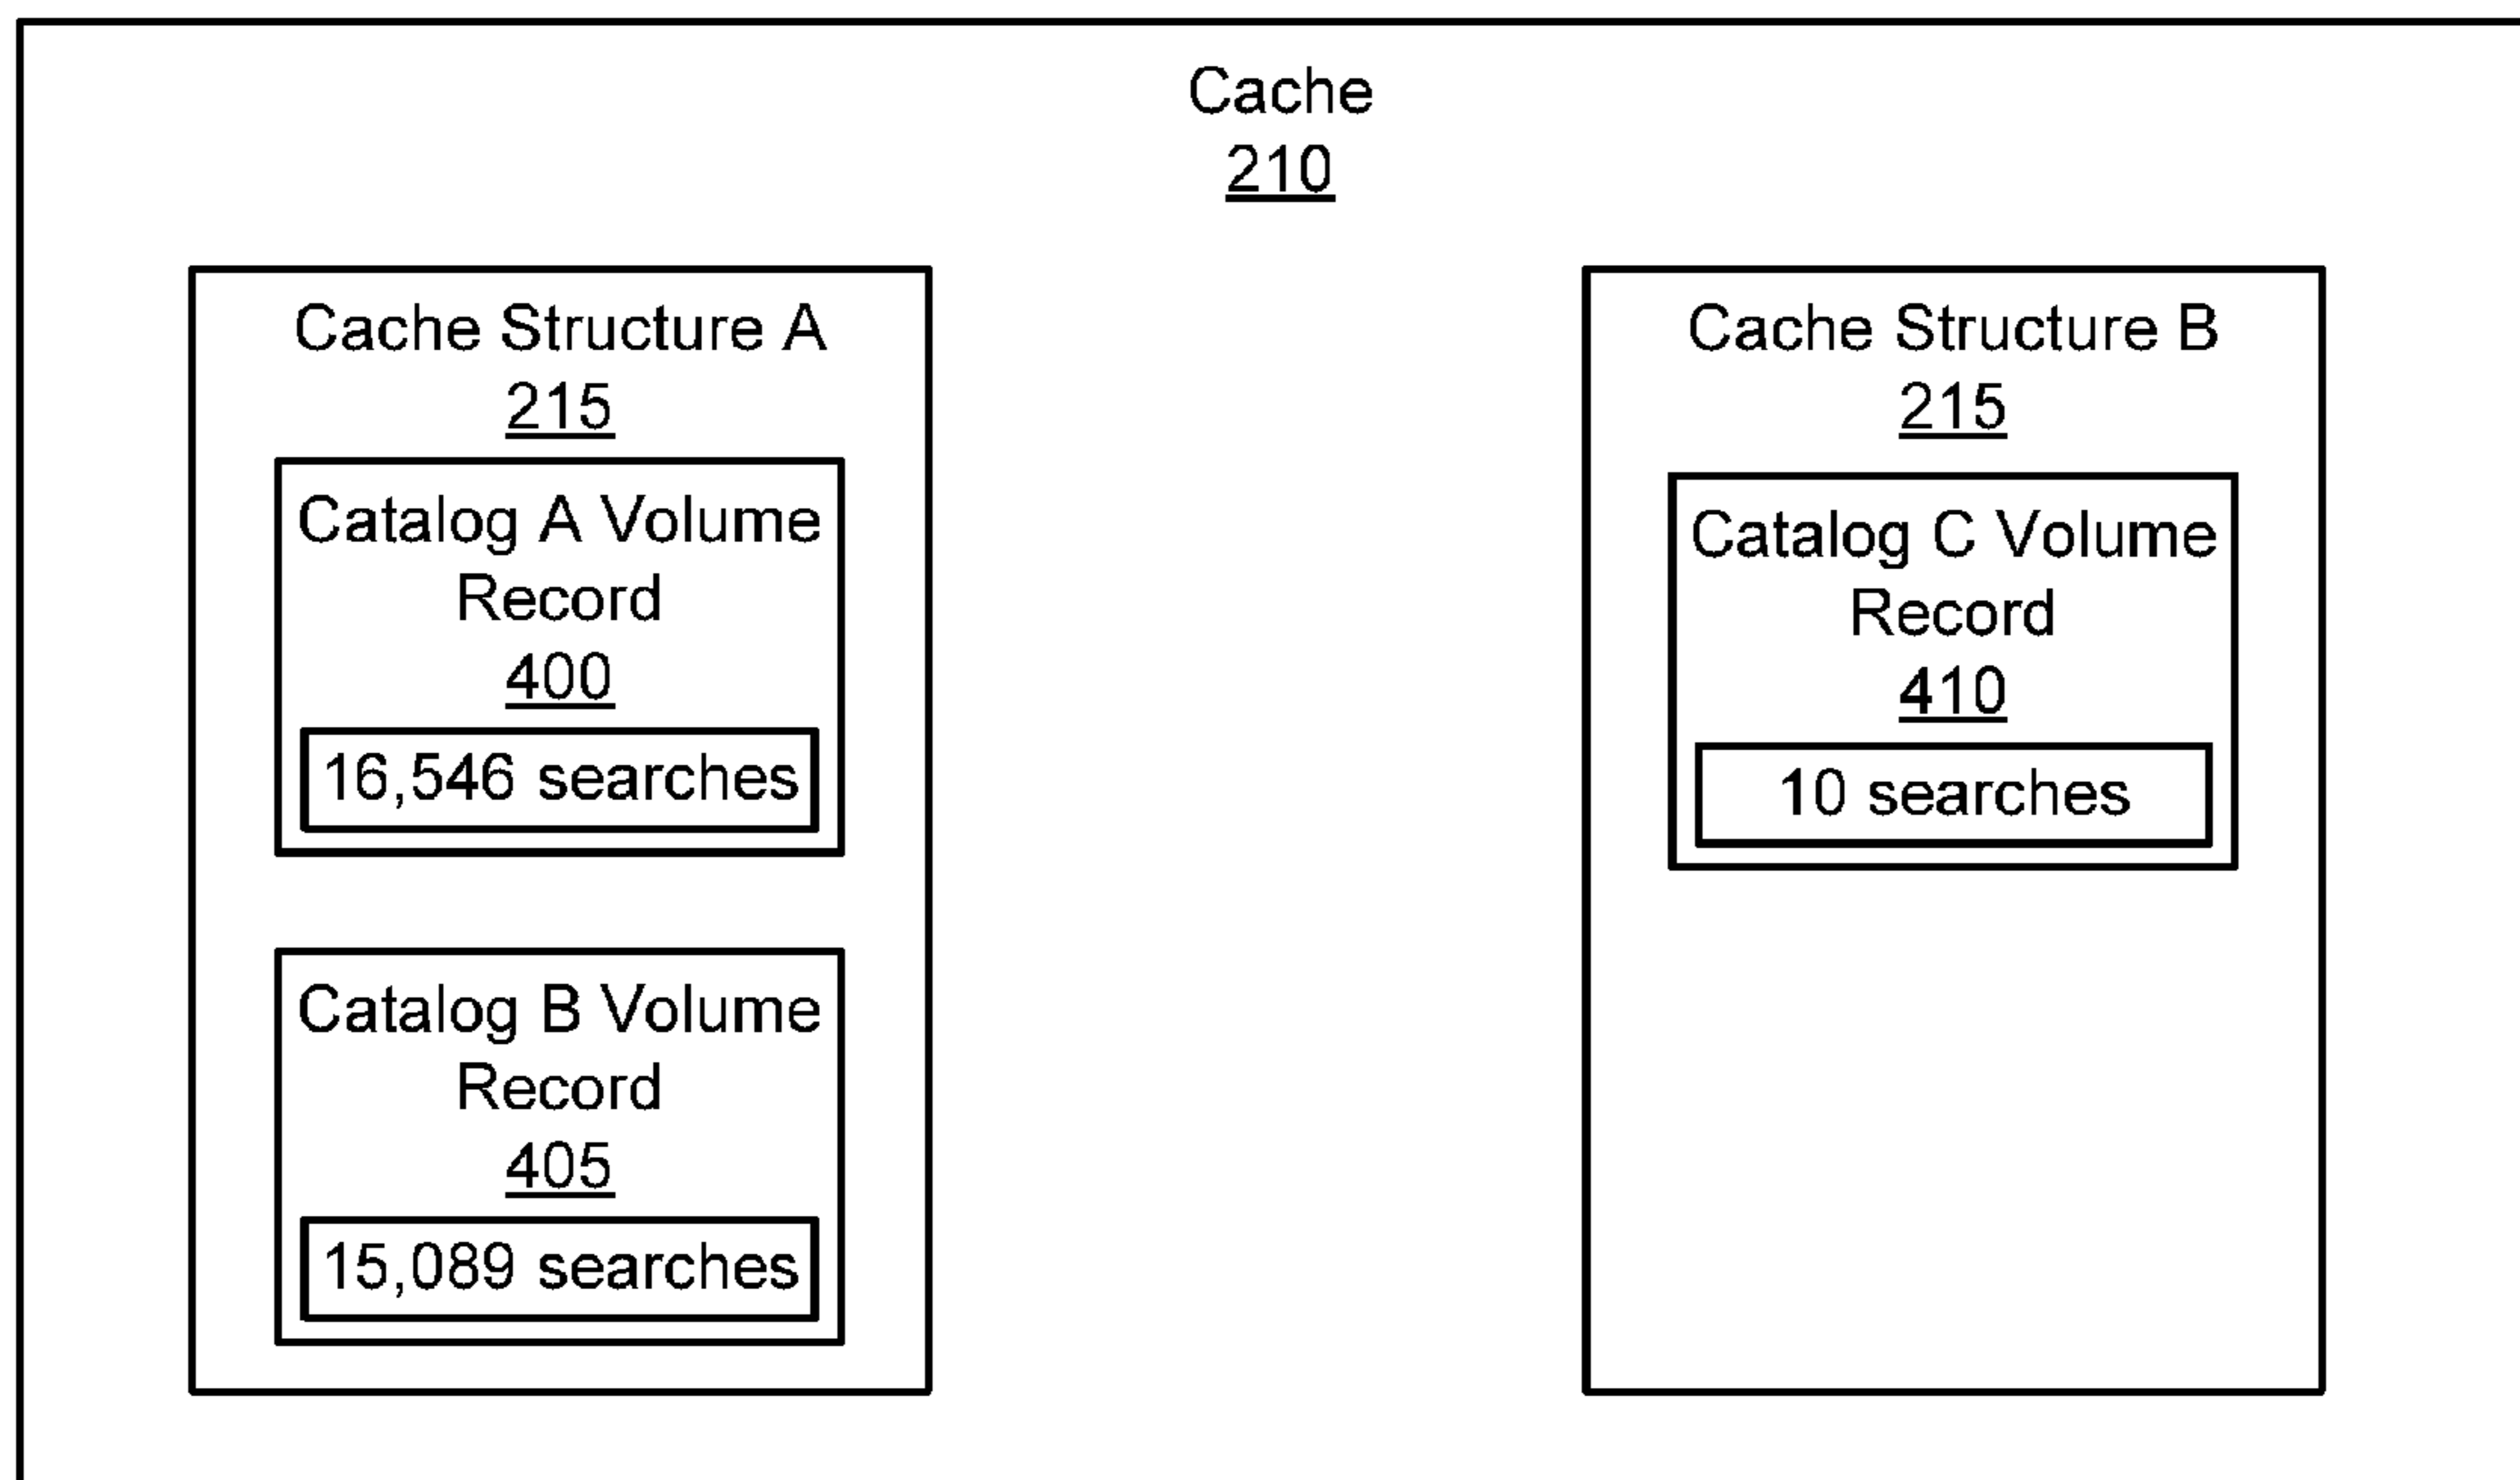 Cache
210
Cache Structure A
215
Catalog A Volume
Record
400
16,546 searches
Catalog B Volume
Record
405
15,089 searches
Cache Structure B
215
Catalog C Volume
Record
410
10 searches